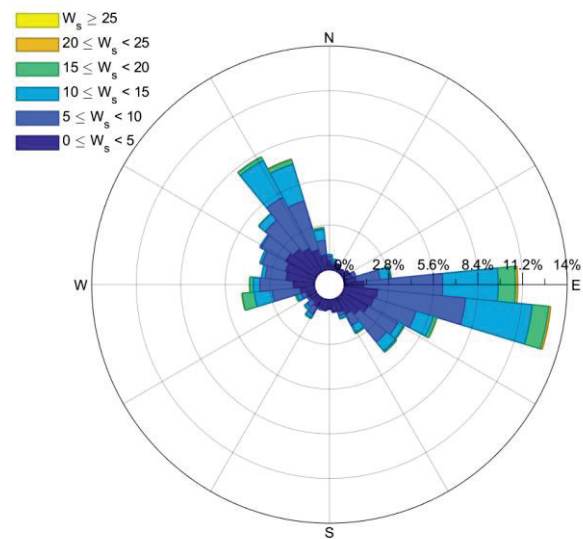 W_s ≥ 25
20 ≤ W_s < 25
15 ≤ W_s < 20
10 ≤ W_s < 15
5 ≤ W_s < 10
0 ≤ W_s < 5
N
0% 2.8% 5.6% 8.4% 11.2% 14%
W E
S